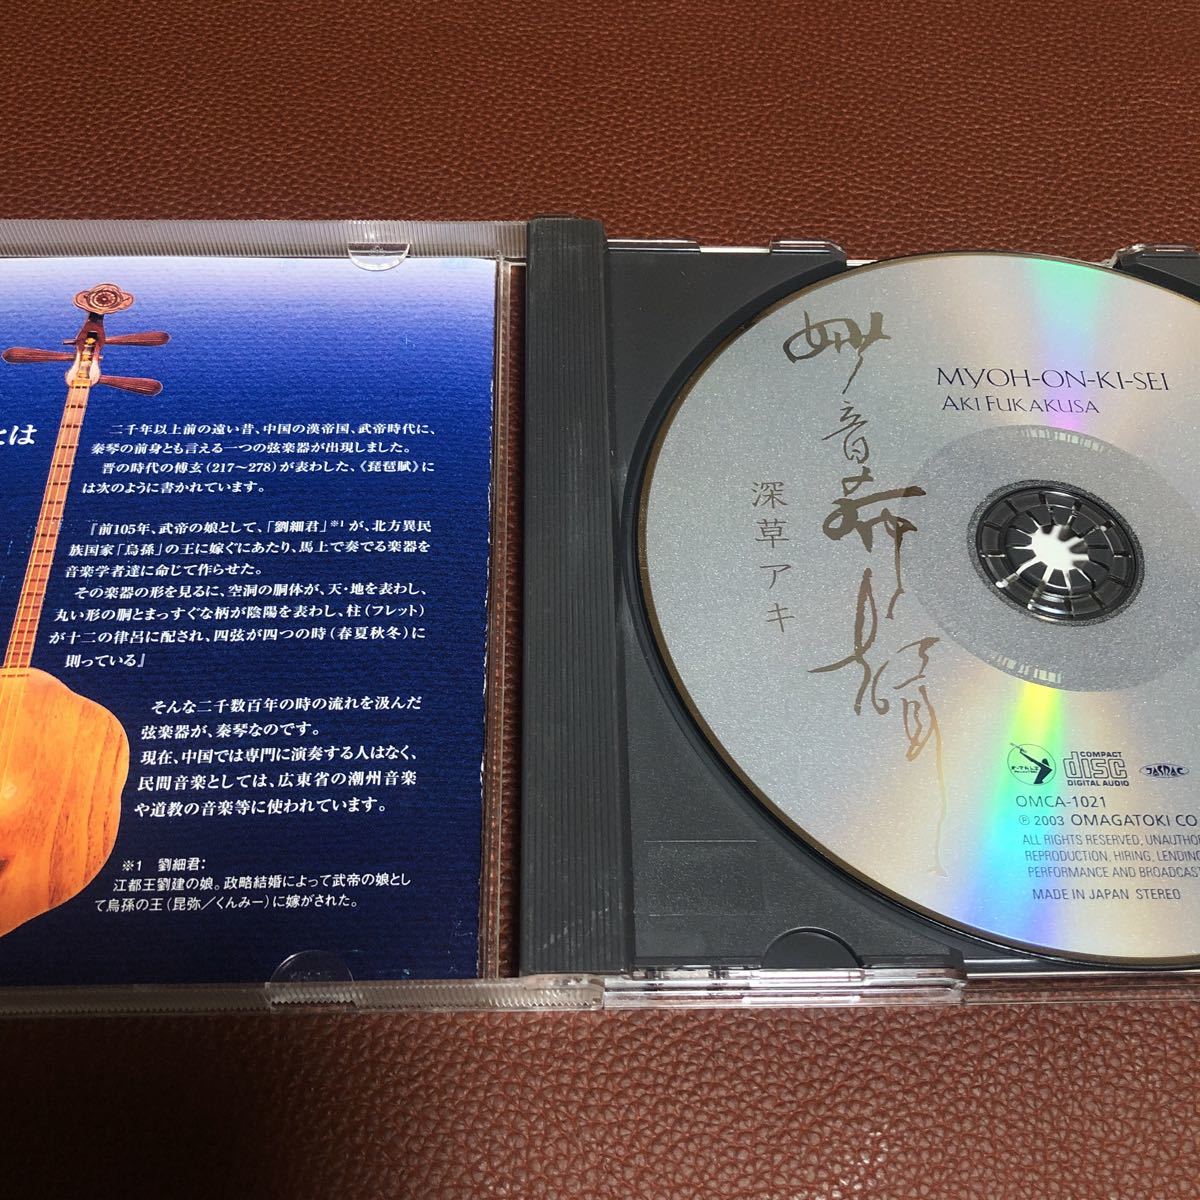 とは
二千年以上前の遠い昔、中国の漢帝国、武帝時代に、
秦琴の前身とも言える一つの弦楽器が出現しました。
晋の時代の傅玄(217〜278)が表わした、《琵琶賦》に
は次のように書かれています。
『前105年、武帝の娘として、「劉細君」※1 が、北方異民
族国家「烏孫」の王に嫁ぐにあたり、馬上で奏でる楽器を
音楽学者達に命じて作らせた。
その楽器の形を見るに、空洞の胴体が、天・地を表わし、
丸い形の胴とまっすぐな柄が陰陽を表わし、柱(フレット)
が十二の律呂に配され、四弦が四つの時(春夏秋冬)に
則っている』
そんな二千数百年の時の流れを汲んだ
弦楽器が、秦琴なのです。
現在、中国では専門に演奏する人はなく、
民間音楽としては、広東省の潮州音楽
や道教の音楽等に使われています。
※1 劉細君:
江都王劉建の娘。政略結婚によって武帝の娘とし
て烏孫の王(昆弥/くんみー)に嫁がされた。
妙音
深草アキ
MYOH-ON-KI-SEI
AKI FUKAKUSA
COMPACT
disc
DIGITAL AUDIO
JASRAC
OMCA-1021
Ⓟ 2003 OMAGATOKI CO
ALL RIGHTS RESERVED, UNAUTHO
REPRODUCTION, HIRING, LENDING
PERFORMANCE AND BROADCAST
MADE IN JAPAN STEREO